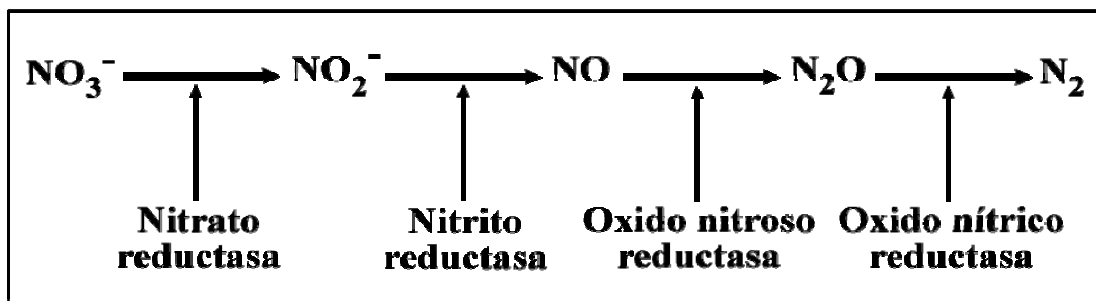 NO₃⁻ NO₂⁻ NO N₂O N₂
Nitrato Nitrito Oxido nitroso Oxido nítrico
reductasa reductasa reductasa reductasa